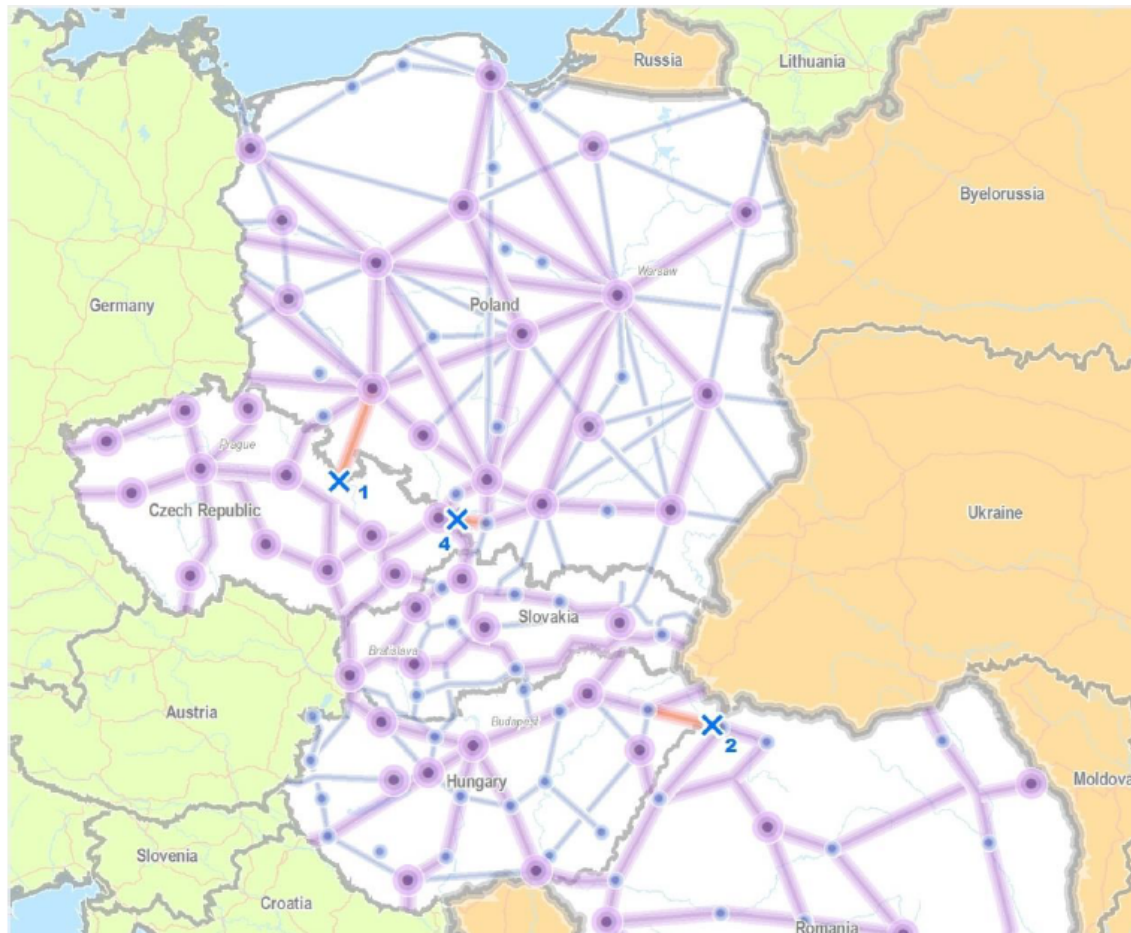 Russia
Lithuania
Byelorussia
Warsaw
Germany
Poland
Prague
1
Czech Republic
4
Ukraine
Slovakia
Bratislava
Austria
Budapest
2
Hungary
Moldova
Slovenia
Croatia
Romania